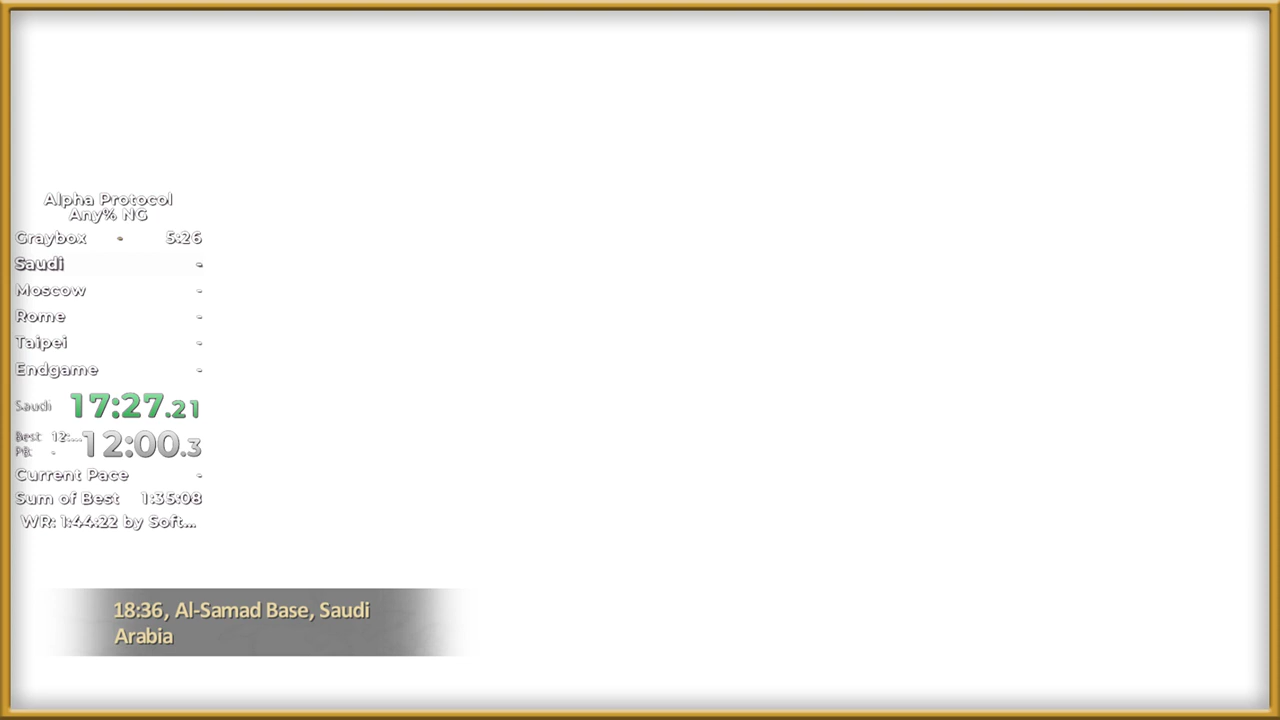 Alpha Protocol
Any% NG
Graybox - 5:26
Saudi -
Moscow -
Rome -
Taipei -
Endgame -
Saudi 17:27.21
Best 12:... 12:00.3
PB: -
Current Pace -
Sum of Best 1:35:08
WR: 1:44:22 by Soft...
18:36, Al-Samad Base, Saudi
Arabia